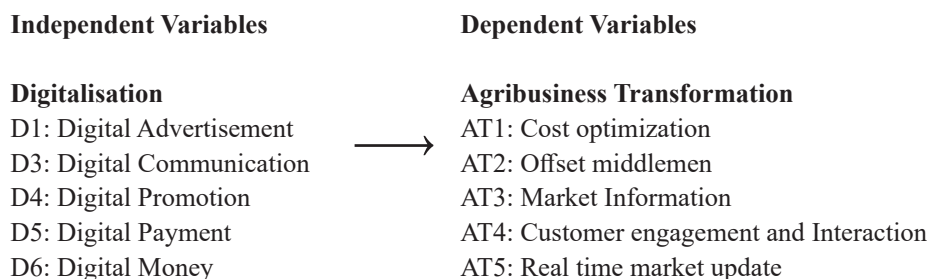 Independent Variables
Dependent Variables
Digitalisation
Agribusiness Transformation
D1: Digital Advertisement
AT1: Cost optimization
D3: Digital Communication
AT2: Offset middlemen
D4: Digital Promotion
AT3: Market Information
D5: Digital Payment
AT4: Customer engagement and Interaction
D6: Digital Money
AT5: Real time market update